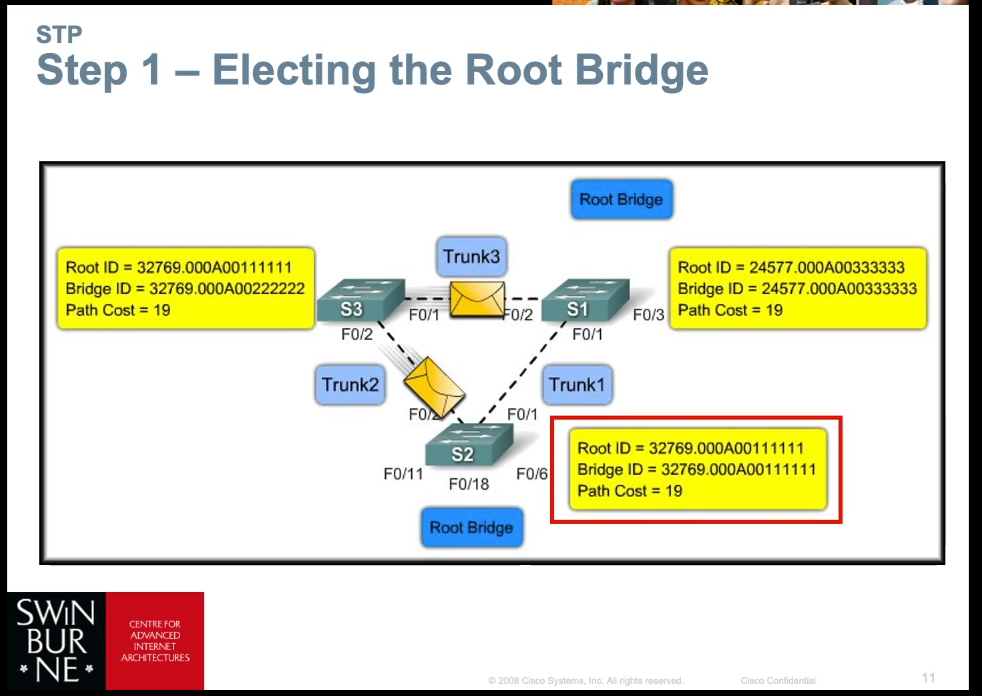 STP
Step 1 – Electing the Root Bridge
Root Bridge
Trunk3
Root ID = 32769.000A00111111
Bridge ID = 32769.000A00222222
Path Cost = 19
Root ID = 24577.000A00333333
Bridge ID = 24577.000A00333333
Path Cost = 19
S3
F0/1
F0/2
S1
F0/3
F0/2
F0/1
Trunk2
Trunk1
F0/2
F0/1
S2
F0/11
F0/18
F0/6
Root ID = 32769.000A00111111
Bridge ID = 32769.000A00111111
Path Cost = 19
Root Bridge
SWIN
BUR
* NE *
CENTRE FOR
ADVANCED
INTERNET
ARCHITECTURES
© 2008 Cisco Systems, Inc. All rights reserved.
Cisco Confidential
11